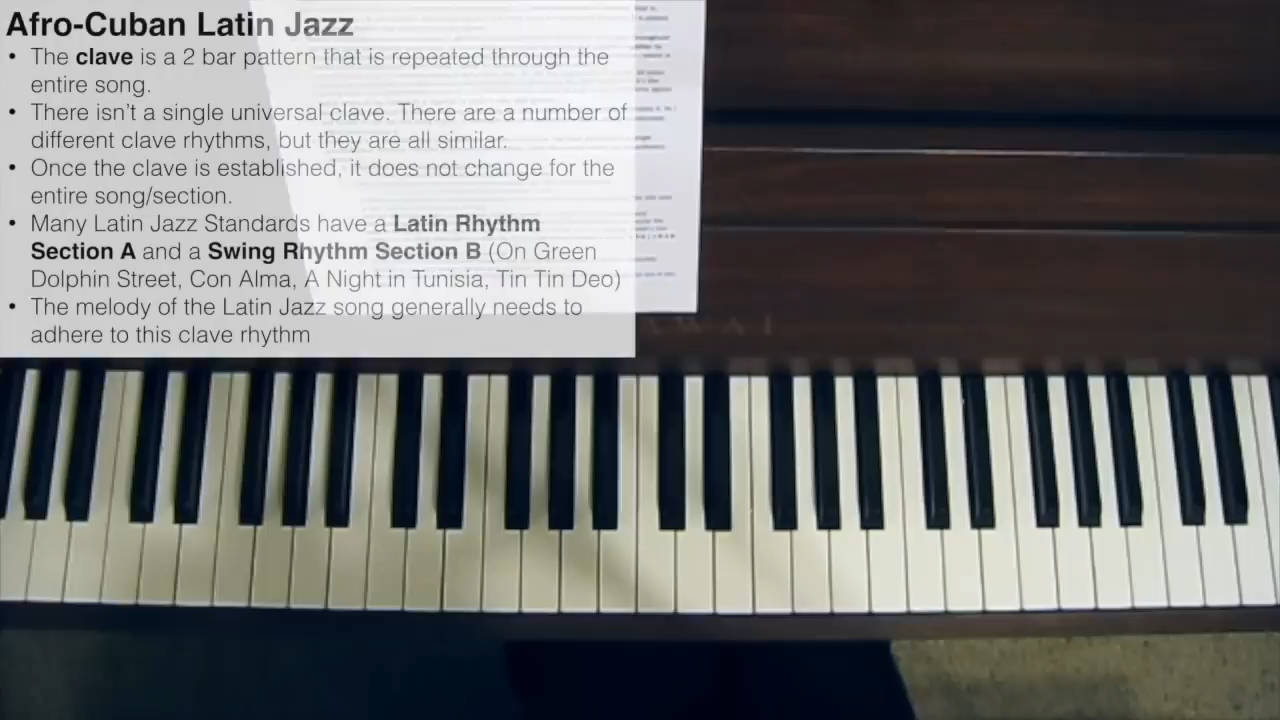 Afro-Cuban Latin Jazz
• The clave is a 2 bar pattern that is repeated through the
entire song.
• There isn't a single universal clave. There are a number of
different clave rhythms, but they are all similar.
• Once the clave is established, it does not change for the
entire song/section.
• Many Latin Jazz Standards have a Latin Rhythm
Section A and a Swing Rhythm Section B (On Green
Dolphin Street, Con Alma, A Night in Tunisia, Tin Tin Deo)
• The melody of the Latin Jazz song generally needs to
adhere to this clave rhythm